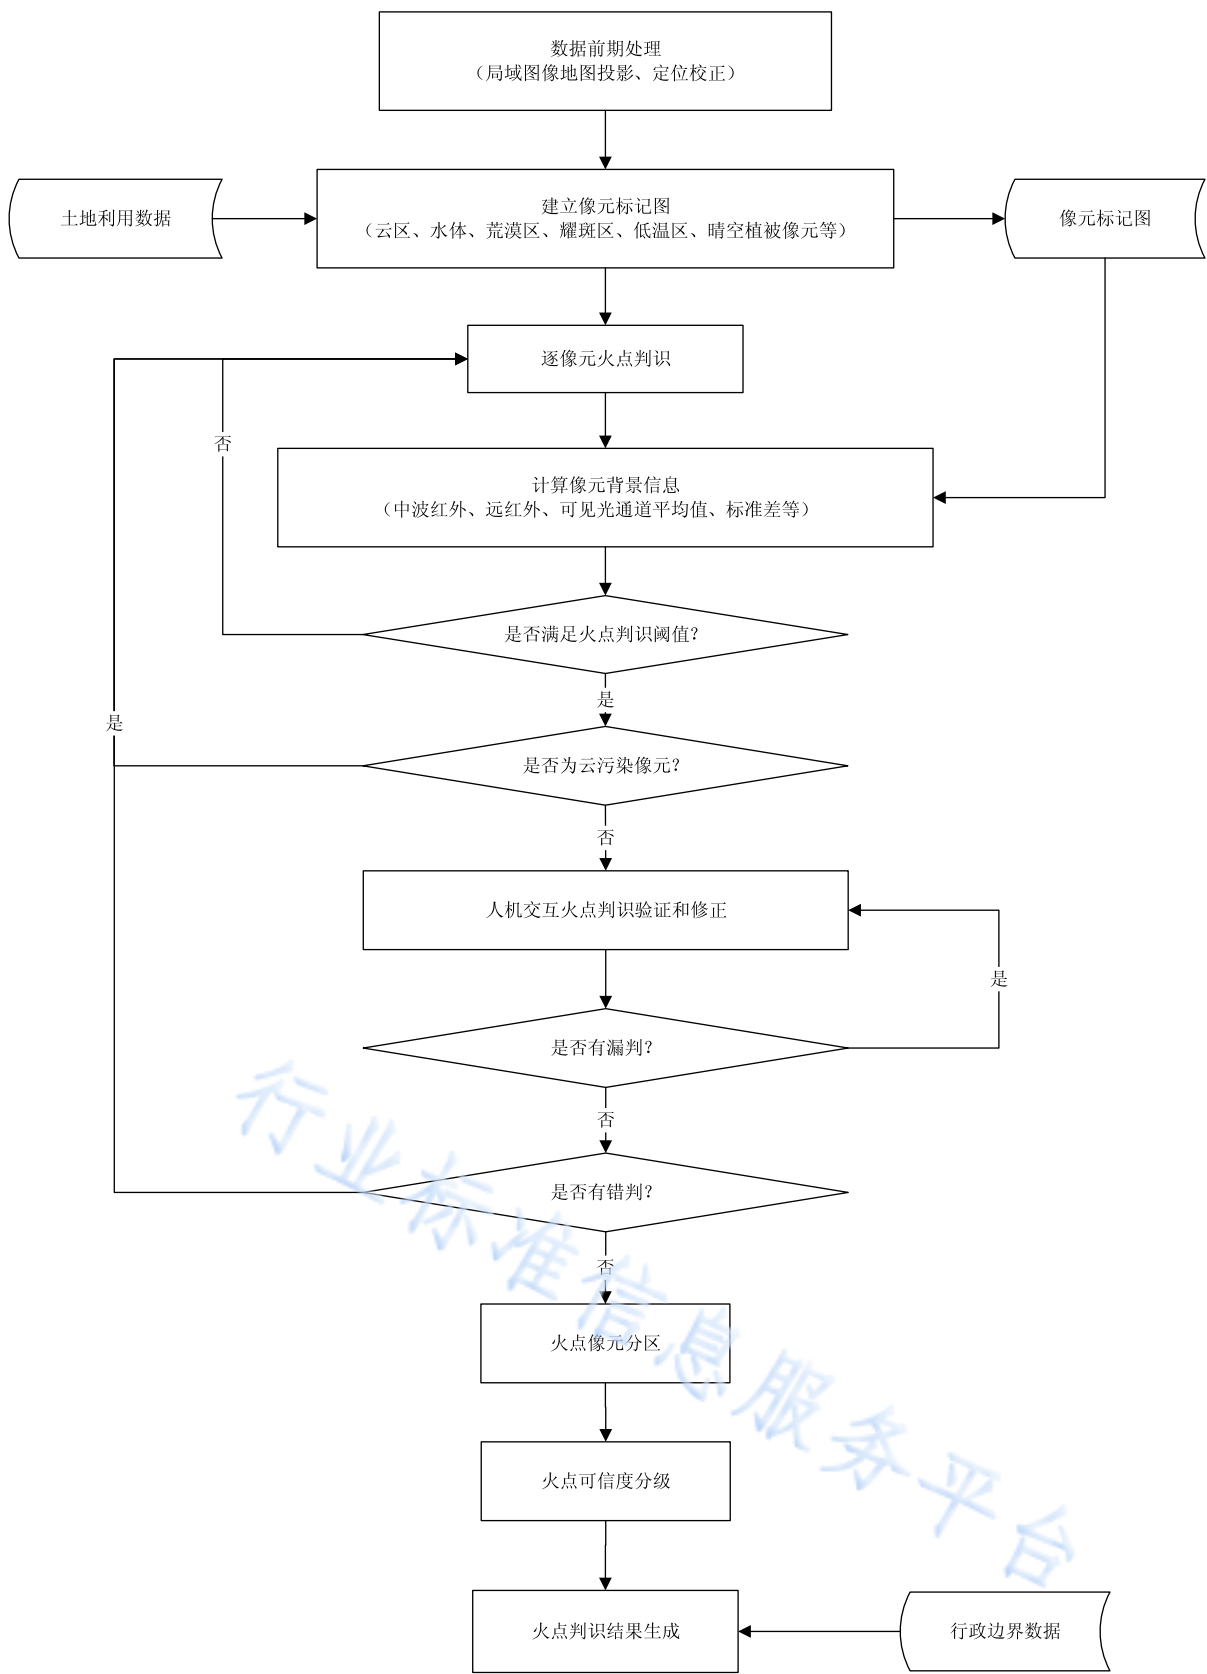 数据前期处理
（局域图像地图投影、定位校正）
土地利用数据
建立像元标记图
（云区、水体、荒漠区、耀斑区、低温区、晴空植被像元等）
像元标记图
逐像元火点判识
否
计算像元背景信息
（中波红外、远红外、可见光通道平均值、标准差等）
是否满足火点判识阈值？
是
是
是否为云污染像元？
否
人机交互火点判识验证和修正
是
是否有漏判？
否
是否有错判？
否
火点像元分区
火点可信度分级
火点判识结果生成
行政边界数据
行业标准信息服务平台